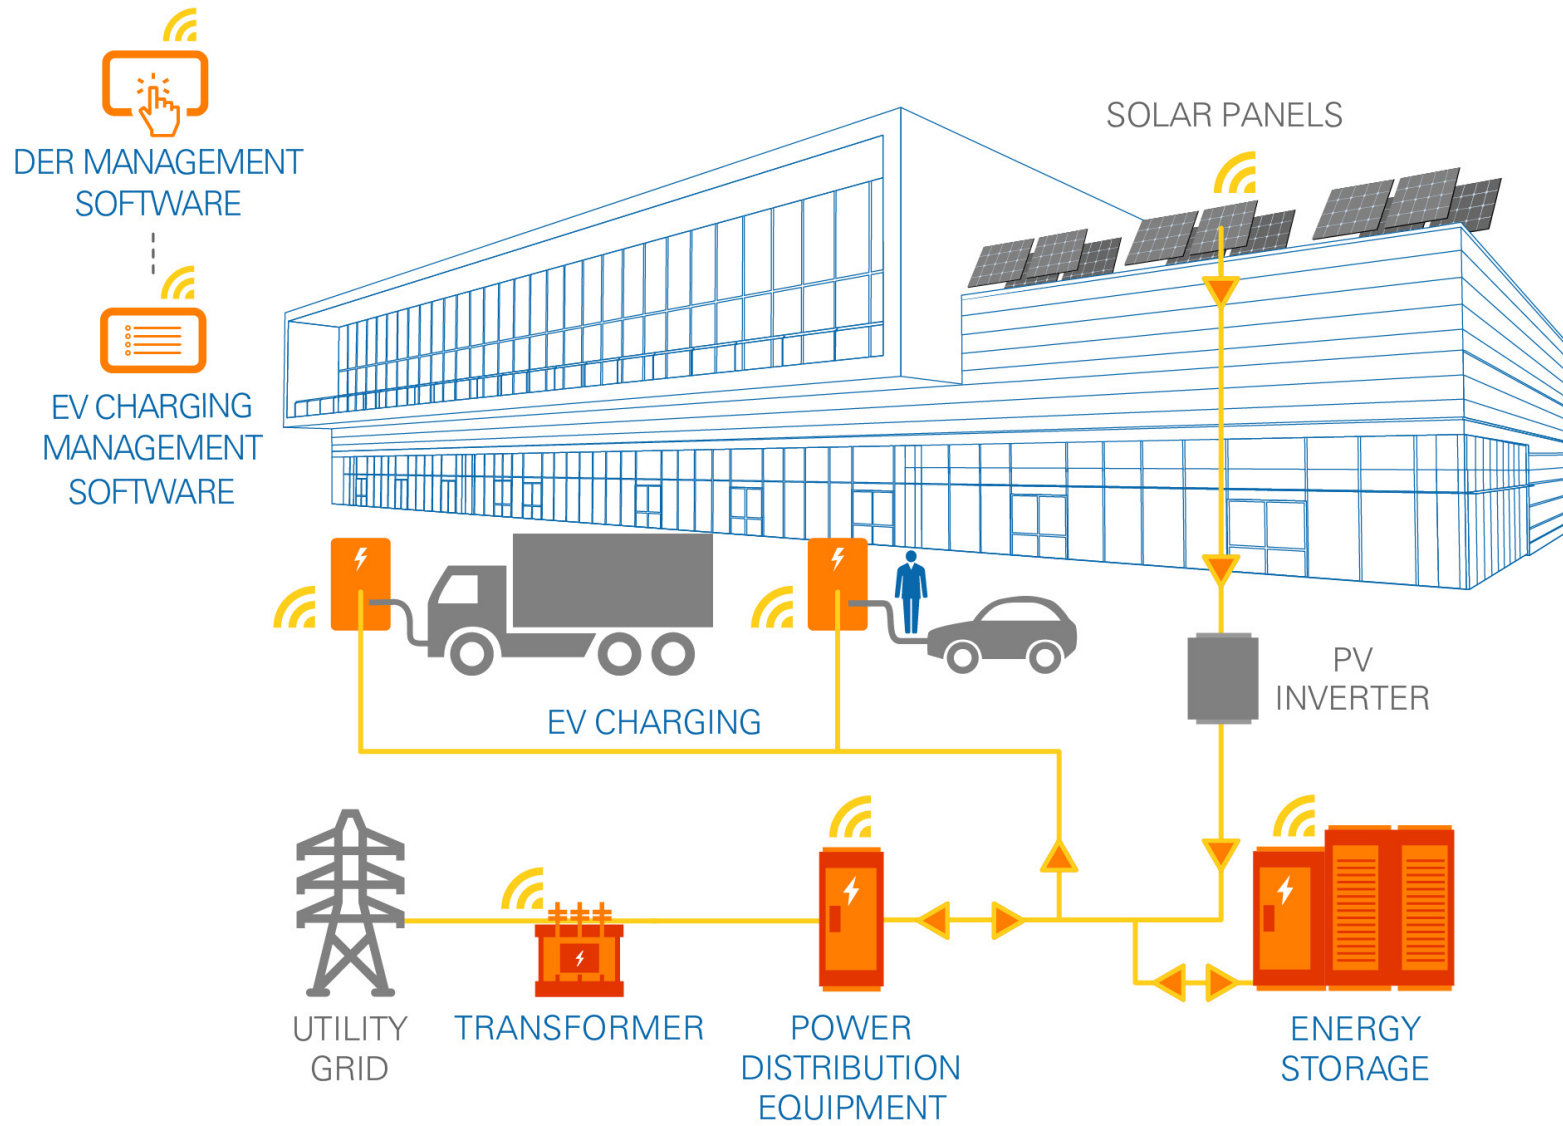 DER MANAGEMENT
SOFTWARE
SOLAR PANELS
EV CHARGING
MANAGEMENT
SOFTWARE
PV
INVERTER
EV CHARGING
UTILITY
GRID
TRANSFORMER
POWER
DISTRIBUTION
EQUIPMENT
ENERGY
STORAGE